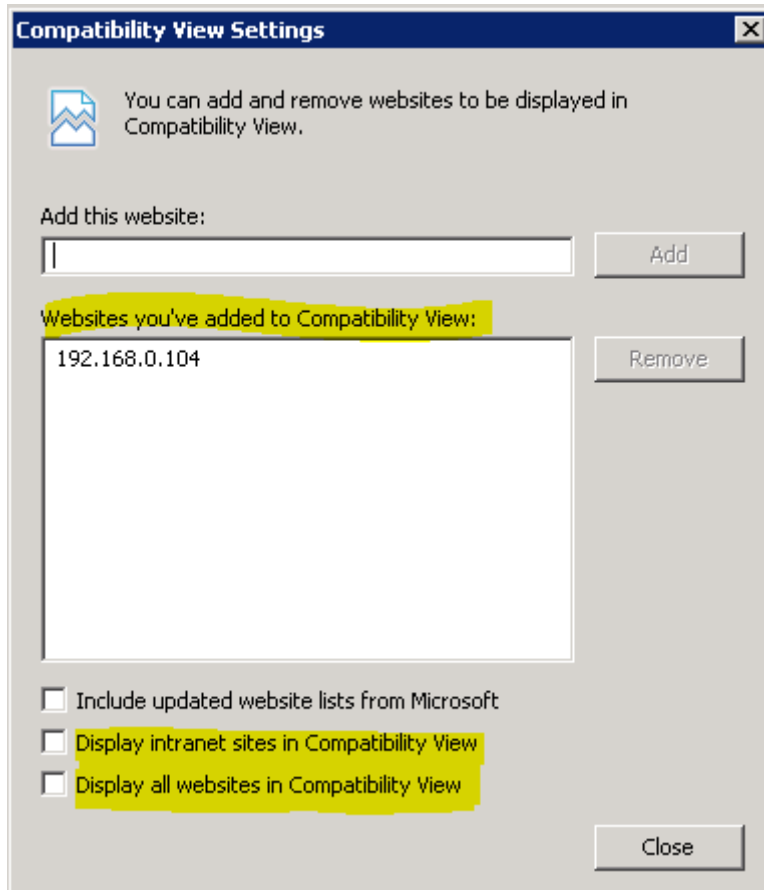 Compatibility View Settings
You can add and remove websites to be displayed in
Compatibility View.
Add this website:
Add
Websites you've added to Compatibility View:
192.168.0.104
Remove
Include updated website lists from Microsoft
Display intranet sites in Compatibility View
Display all websites in Compatibility View
Close